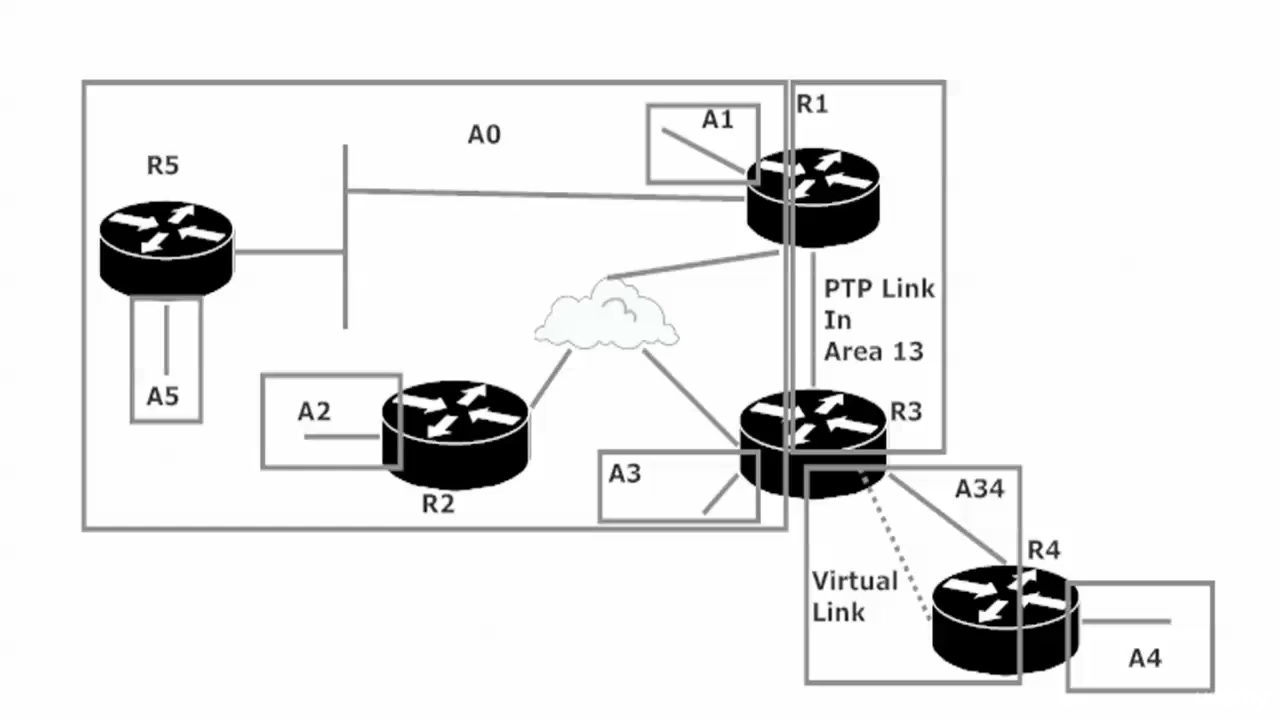 R1
A1
A0
R5
PTP Link
In
Area 13
A5
A2
R3
A3
A34
R2
R4
Virtual
Link
A4